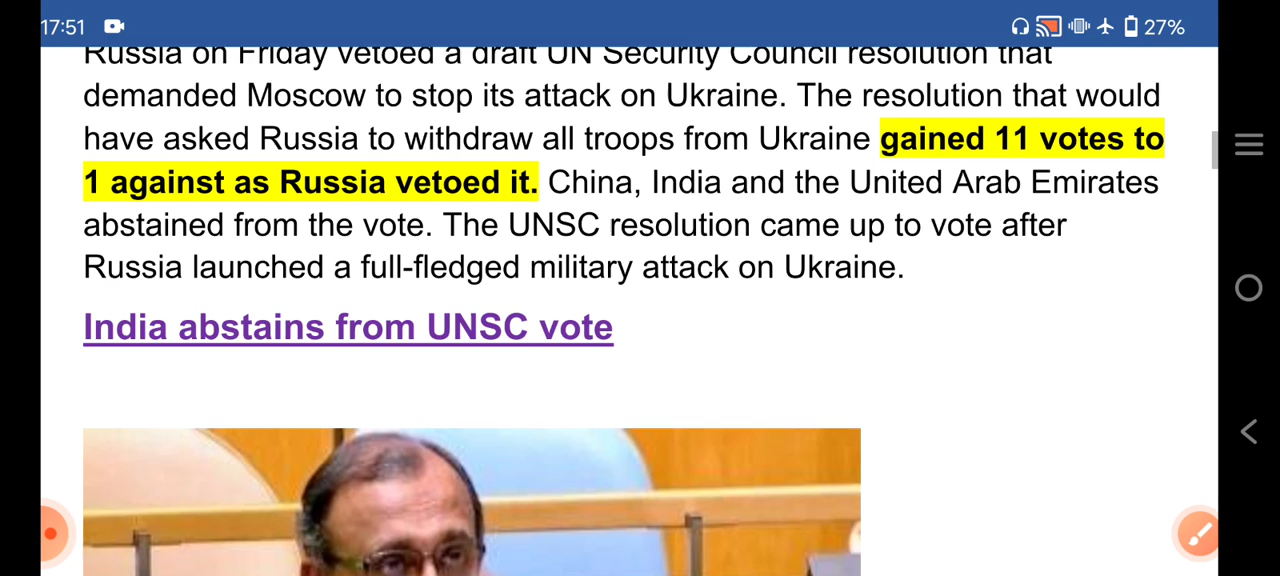 17:51
27%
Russia on Friday vetoed a draft UN Security Council resolution that
demanded Moscow to stop its attack on Ukraine. The resolution that would
have asked Russia to withdraw all troops from Ukraine gained 11 votes to
1 against as Russia vetoed it. China, India and the United Arab Emirates
abstained from the vote. The UNSC resolution came up to vote after
Russia launched a full-fledged military attack on Ukraine.
India abstains from UNSC vote